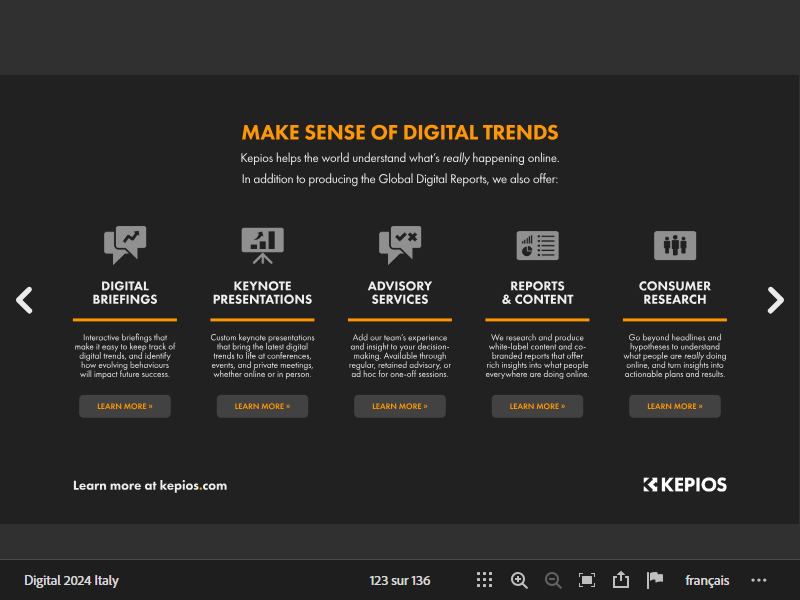 MAKE SENSE OF DIGITAL TRENDS
Kepios helps the world understand what's really happening online.
In addition to producing the Global Digital Reports, we also offer:
DIGITAL
BRIEFINGS
Interactive briefings that
make it easy to keep track of
digital trends, and identify
how evolving behaviours
will impact future success.
LEARN MORE »
KEYNOTE
PRESENTATIONS
Custom keynote presentations
that bring the latest digital
trends to life at conferences,
events, and private meetings,
whether online or in person.
LEARN MORE »
ADVISORY
SERVICES
Add our team's experience
and insight to your decision-
making. Available through
regular, retained advisory, or
ad hoc for one-off sessions.
LEARN MORE »
REPORTS
& CONTENT
We research and produce
white-label content and co-
branded reports that offer
rich insights into what people
everywhere are doing online.
LEARN MORE »
CONSUMER
RESEARCH
Go beyond headlines and
hypotheses to understand
what people are really doing
online, and turn insights into
actionable plans and results.
LEARN MORE »
Learn more at kepios.com
KEPIOS
Digital 2024 Italy
123 sur 136
français